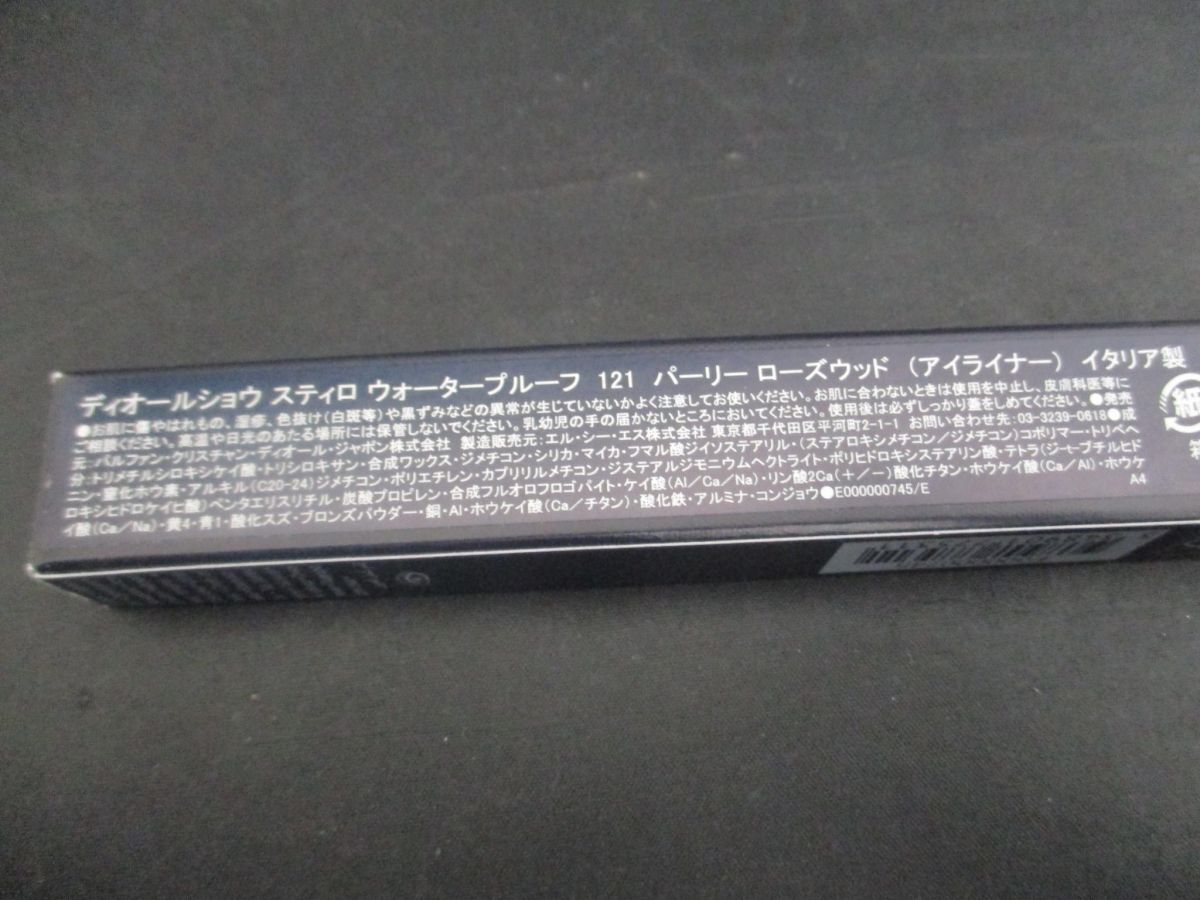 ディオールショウ スティロ ウォータープルーフ 121 パーリー ローズウッド (アイライナー) イタリア製
●お肌に傷やはれもの、湿疹、色抜け(白斑等)や黒ずみなどの異常が生じていないかよく注意してお使いください。お肌に合わないときは使用を中止し、皮膚科医等に
ご相談ください。高温や日光のあたる場所には保管しないでください。乳幼児の手の届かないところにおいてください。使用後は必ずしっかり蓋をしめてください。●発売
元:パルファン・クリスチャン・ディオール・ジャポン株式会社 製造販売元:エル・シー・エス株式会社 東京都千代田区平河町2-1-1 お問い合わせ先:03-3239-0618●成
分:トリメチルシロキシケイ酸・トリシロキサン・合成ワックス・ジメチコン・シリカ・マイカ・フマル酸ジイソステアリル・(ステアロキシメチコン/ジメチコン)コポリマー・トリベヘ
ニン・窒化ホウ素・アルキル(C20-24)ジメチコン・ポリエチレン・カプリリルメチコン・ジステアルジモニウムヘクトライト・ポリヒドロキシステアリン酸・テトラ(ジ-t-ブチルヒド
ロキシヒドロケイヒ酸)ペンタエリスリチル・炭酸プロピレン・合成フルオロフロゴパイト・ケイ酸(Al/Ca/Na)・リン酸2Ca(+/-)酸化チタン・ホウケイ酸(Ca/Al)・ホウケ
イ酸(Ca/Na)・黄4・青1・酸化スズ・ブロンズパウダー・銅・Al・ホウケイ酸(Ca/チタン)・酸化鉄・アルミナ・コンジョウ●E000000745/E
A4
紙